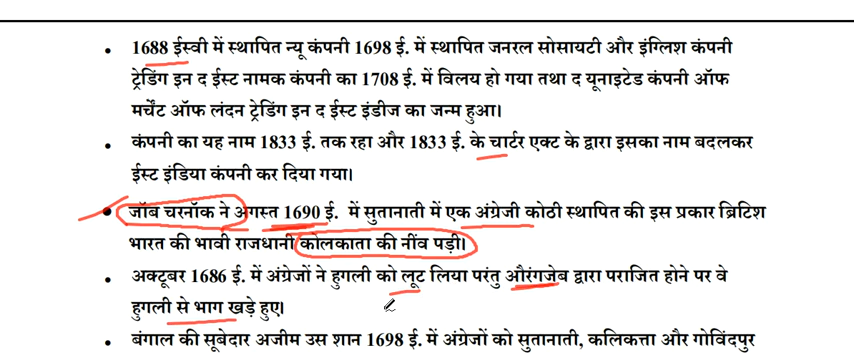 • 1688 ईस्वी में स्थापित न्यू कंपनी 1698 ई. में स्थापित जनरल सोसायटी और इंग्लिश कंपनी
ट्रेडिंग इन द ईस्ट नामक कंपनी का 1708 ई. में विलय हो गया तथा द यूनाइटेड कंपनी ऑफ
मर्चेंट ऑफ लंदन ट्रेडिंग इन द ईस्ट इंडीज का जन्म हुआ।
• कंपनी का यह नाम 1833 ई. तक रहा और 1833 ई. के चार्टर एक्ट के द्वारा इसका नाम बदलकर
ईस्ट इंडिया कंपनी कर दिया गया।
• जॉब चरनॉक ने अगस्त 1690 ई. में सुतानाती में एक अंग्रेजी कोठी स्थापित की इस प्रकार ब्रिटिश
भारत की भावी राजधानी कोलकाता की नींव पड़ी।
• अक्टूबर 1686 ई. में अंग्रेजों ने हुगली को लूट लिया परंतु औरंगजेब द्वारा पराजित होने पर वे
हुगली से भाग खड़े हुए।
• बंगाल की सूबेदार अजीम उस शान 1698 ई. में अंग्रेजों को सुतानाती, कलिकत्ता और गोविंदपुर